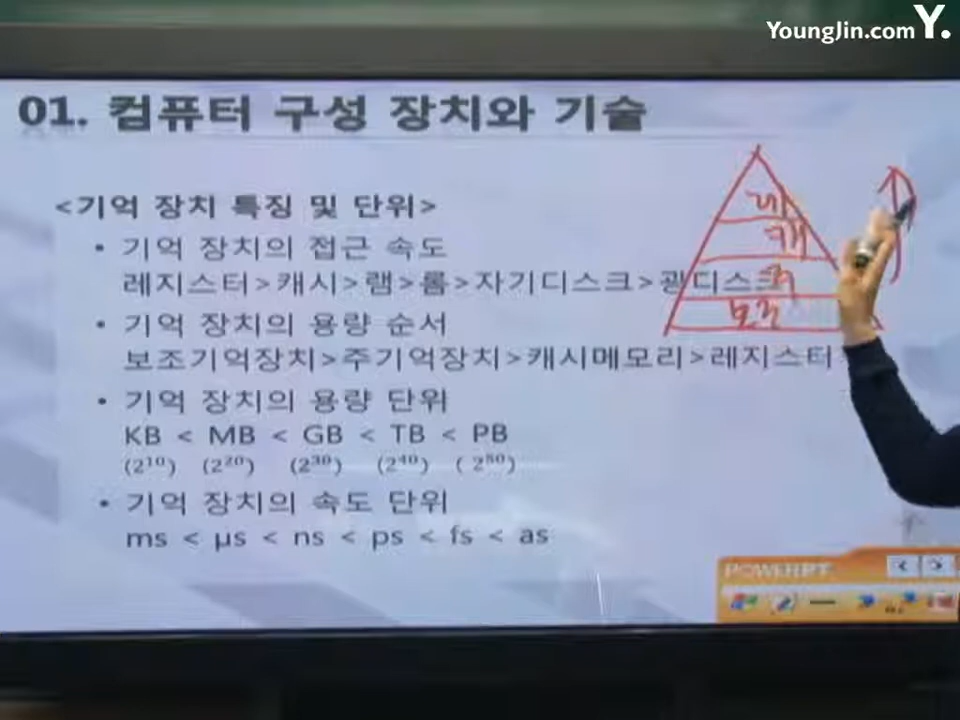 YoungJin.com Y.
01. 컴퓨터 구성 장치와 기술
<기억 장치 특징 및 단위>
• 기억 장치의 접근 속도
레지스터>캐시>램>롬>자기디스크>광디스크
• 기억 장치의 용량 순서
보조기억장치>주기억장치>캐시메모리>레지스터
• 기억 장치의 용량 단위
KB < MB < GB < TB < PB
(2¹⁰) (2²⁰) (2³⁰) (2⁴⁰) (2⁵⁰)
• 기억 장치의 속도 단위
ms < μs < ns < ps < fs < as
레
캐
주
보조
POWERPT